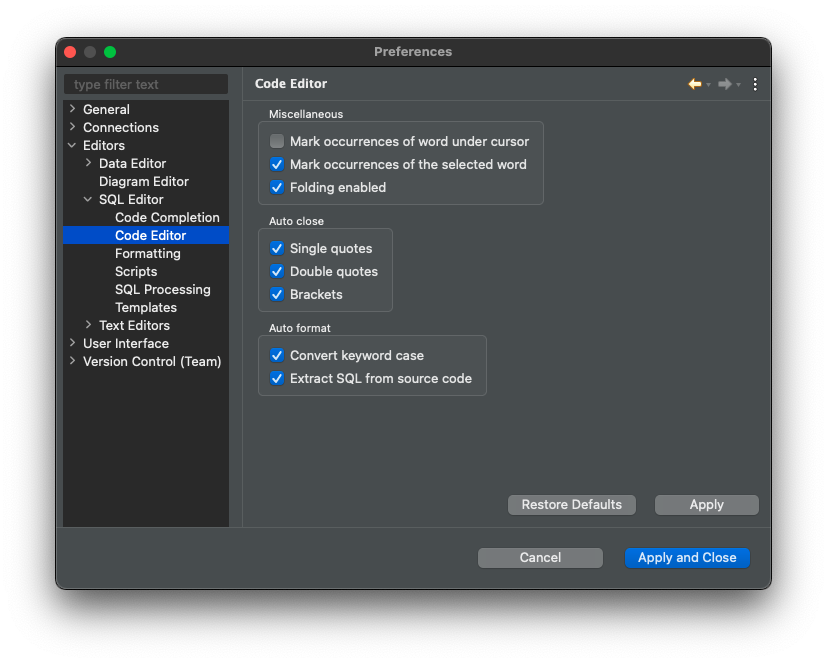 Preferences
type filter text
General
Connections
Editors
Data Editor
Diagram Editor
SQL Editor
Code Completion
Code Editor
Formatting
Scripts
SQL Processing
Templates
Text Editors
User Interface
Version Control (Team)
Code Editor
Miscellaneous
Mark occurrences of word under cursor
Mark occurrences of the selected word
Folding enabled
Auto close
Single quotes
Double quotes
Brackets
Auto format
Convert keyword case
Extract SQL from source code
Restore Defaults
Apply
Cancel
Apply and Close